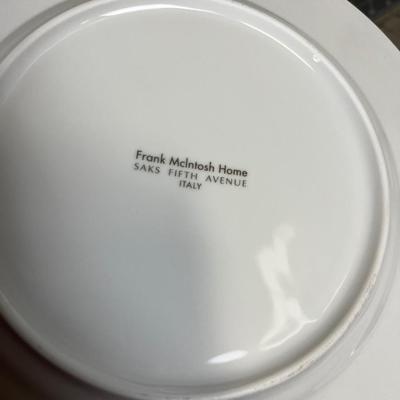 Frank McIntosh Home
SAKS FIFTH AVENUE
ITALY